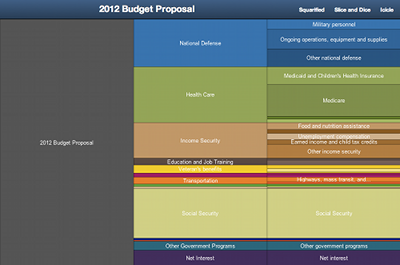 2012 Budget Proposal
Squarified Slice and Dice Icicle
2012 Budget Proposal
National Defense
Health Care
Income Security
Education and Job Training
Veteran's benefits
Transportation
Social Security
Other Government Programs
Net Interest
Military personnel
Ongoing operations, equipment and supplies
Other national defense
Medicaid and Children's Health Insurance
Medicare
Food and nutrition assistance
Unemployment compensation
Earned income and child tax credits
Other income security
Highways, mass transit, and...
Social Security
Other government programs
Net interest